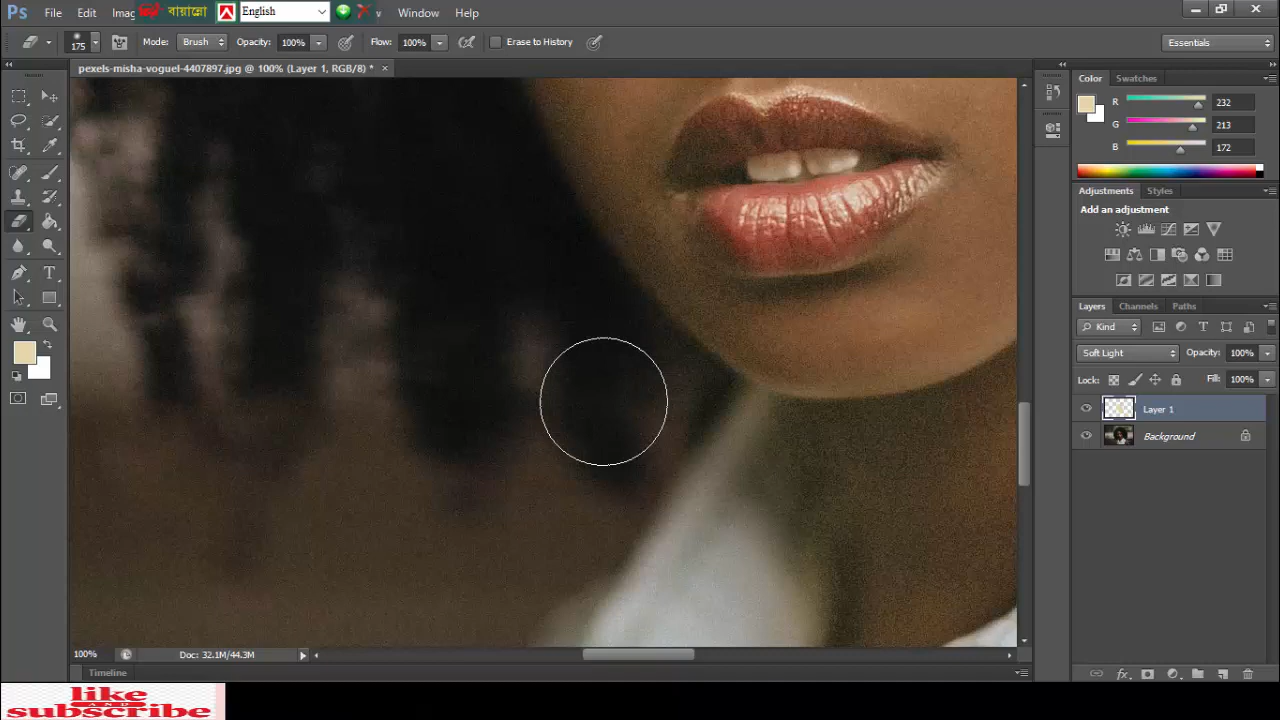 Ps File Edit Ima বায়ান্নো English Window Help
175 Mode: Brush Opacity: 100% Flow: 100% Erase to History Essentials
pexels-misha-voguel-4407897.jpg @ 100% (Layer 1, RGB/8) *
Color Swatches
R 232
G 213
B 172
Adjustments Styles
Add an adjustment
Layers Channels Paths
Kind
Soft Light Opacity: 100%
Lock: Fill: 100%
Layer 1
Background
100% Doc: 32.1M/44.3M
Timeline
like
AND
subscribe